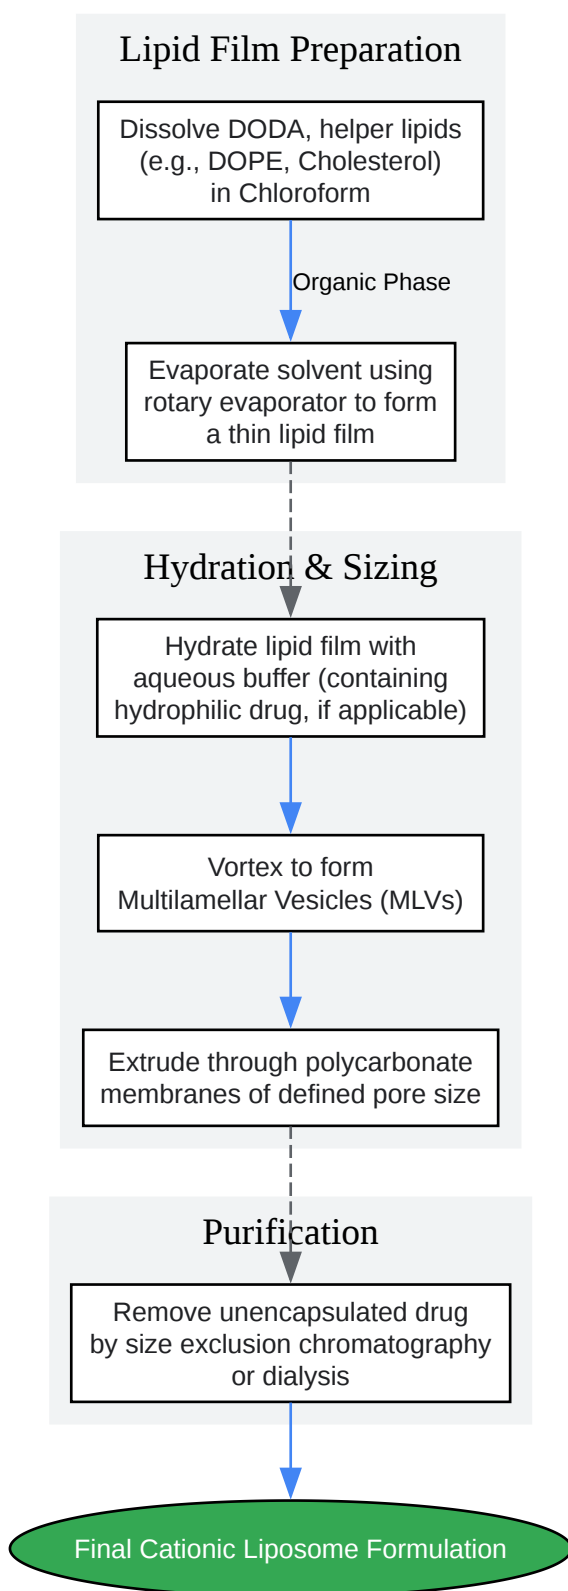 Lipid Film Preparation
Dissolve DODA, helper lipids
(e.g., DOPE, Cholesterol)
in Chloroform
Organic Phase
Evaporate solvent using
rotary evaporator to form
a thin lipid film
Hydration & Sizing
Hydrate lipid film with
aqueous buffer (containing
hydrophilic drug, if applicable)
Vortex to form
Multilamellar Vesicles (MLVs)
Extrude through polycarbonate
membranes of defined pore size
Purification
Remove unencapsulated drug
by size exclusion chromatography
or dialysis
Final Cationic Liposome Formulation